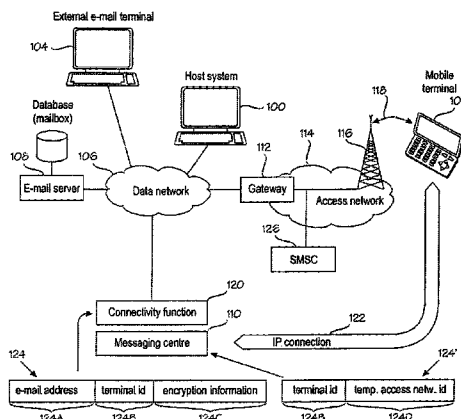 External e-mail terminal
104
Host system
100
Mobile terminal
10
118
Database (mailbox)
108
106
112
114
116
E-mail server
Data network
Gateway
Access network
126
SMSC
120
Connectivity function
110
122
Messaging centre
IP connection
124
124'
e-mail address
terminal id
encryption information
terminal id
temp. access netw. id
124A
124B
124C
124B
124D